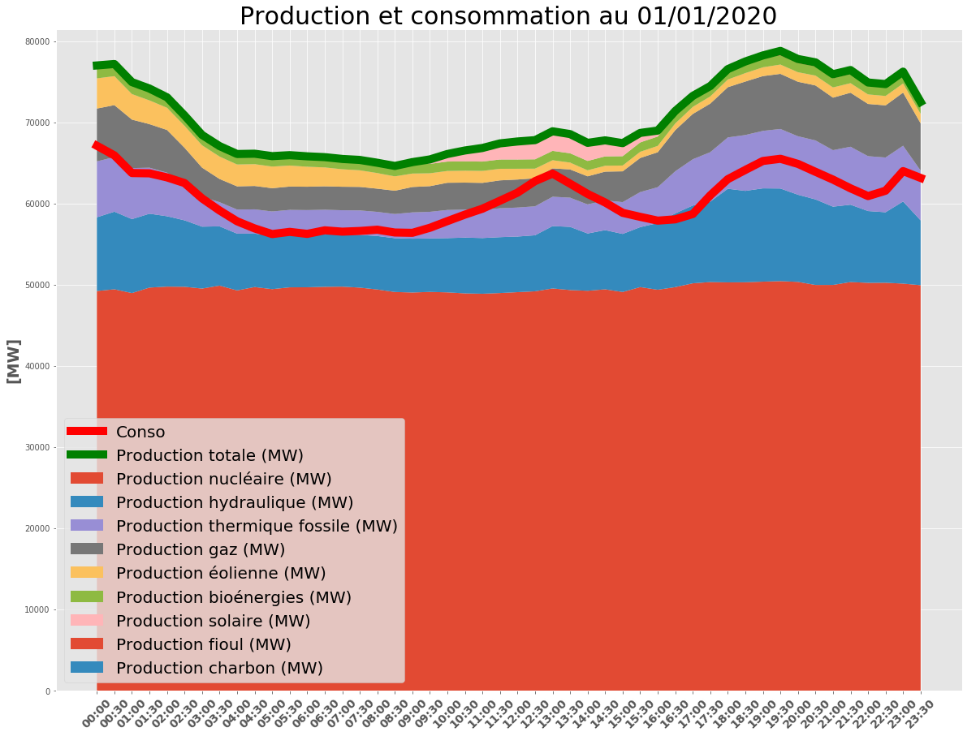 Production et consommation au 01/01/2020
80000
70000
60000
50000
40000
30000
20000
10000
0
[MW]
Conso
Production totale (MW)
Production nucléaire (MW)
Production hydraulique (MW)
Production thermique fossile (MW)
Production gaz (MW)
Production éolienne (MW)
Production bioénergies (MW)
Production solaire (MW)
Production fioul (MW)
Production charbon (MW)
00:00 00:30 01:00 01:30 02:00 02:30 03:00 03:30 04:00 04:30 05:00 05:30 06:00 06:30 07:00 07:30 08:00 08:30 09:00 09:30 10:00 10:30 11:00 11:30 12:00 12:30 13:00 13:30 14:00 14:30 15:00 15:30 16:00 16:30 17:00 17:30 18:00 18:30 19:00 19:30 20:00 20:30 21:00 21:30 22:00 22:30 23:00 23:30